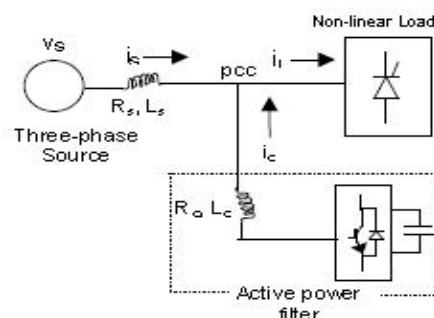 Non-linear Load
vs
is
pcc
il
Rs, Ls
Three-phase
Source
ic
Rc, Lc
Active power
filter